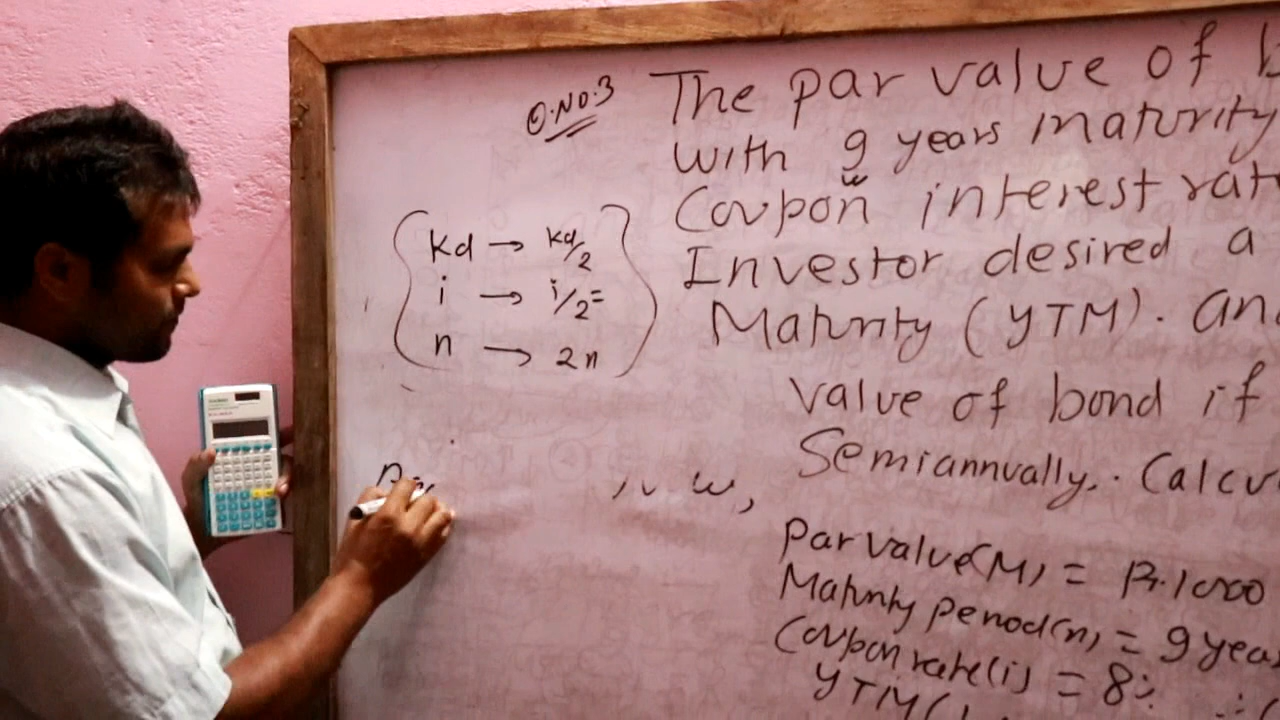 Q.NO.3
The par value of b
with 9 years maturity
Coupon interest rat
Investor desired a
Maturity (YTM). an
value of bond if
Semiannually. Calcu
kd → kd/2
i → i/2=
n → 2n
Par value(M) = Rs.1000
Maturity period(n) = 9 yea
Coupon rate(i) = 8%
YTM(